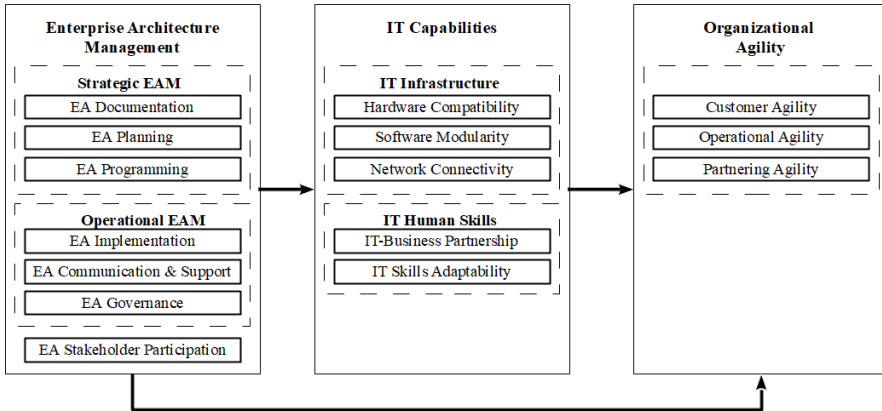 Enterprise Architecture
Management
Strategic EAM
EA Documentation
EA Planning
EA Programming
Operational EAM
EA Implementation
EA Communication & Support
EA Governance
EA Stakeholder Participation
IT Capabilities
IT Infrastructure
Hardware Compatibility
Software Modularity
Network Connectivity
IT Human Skills
IT-Business Partnership
IT Skills Adaptability
Organizational
Agility
Customer Agility
Operational Agility
Partnering Agility